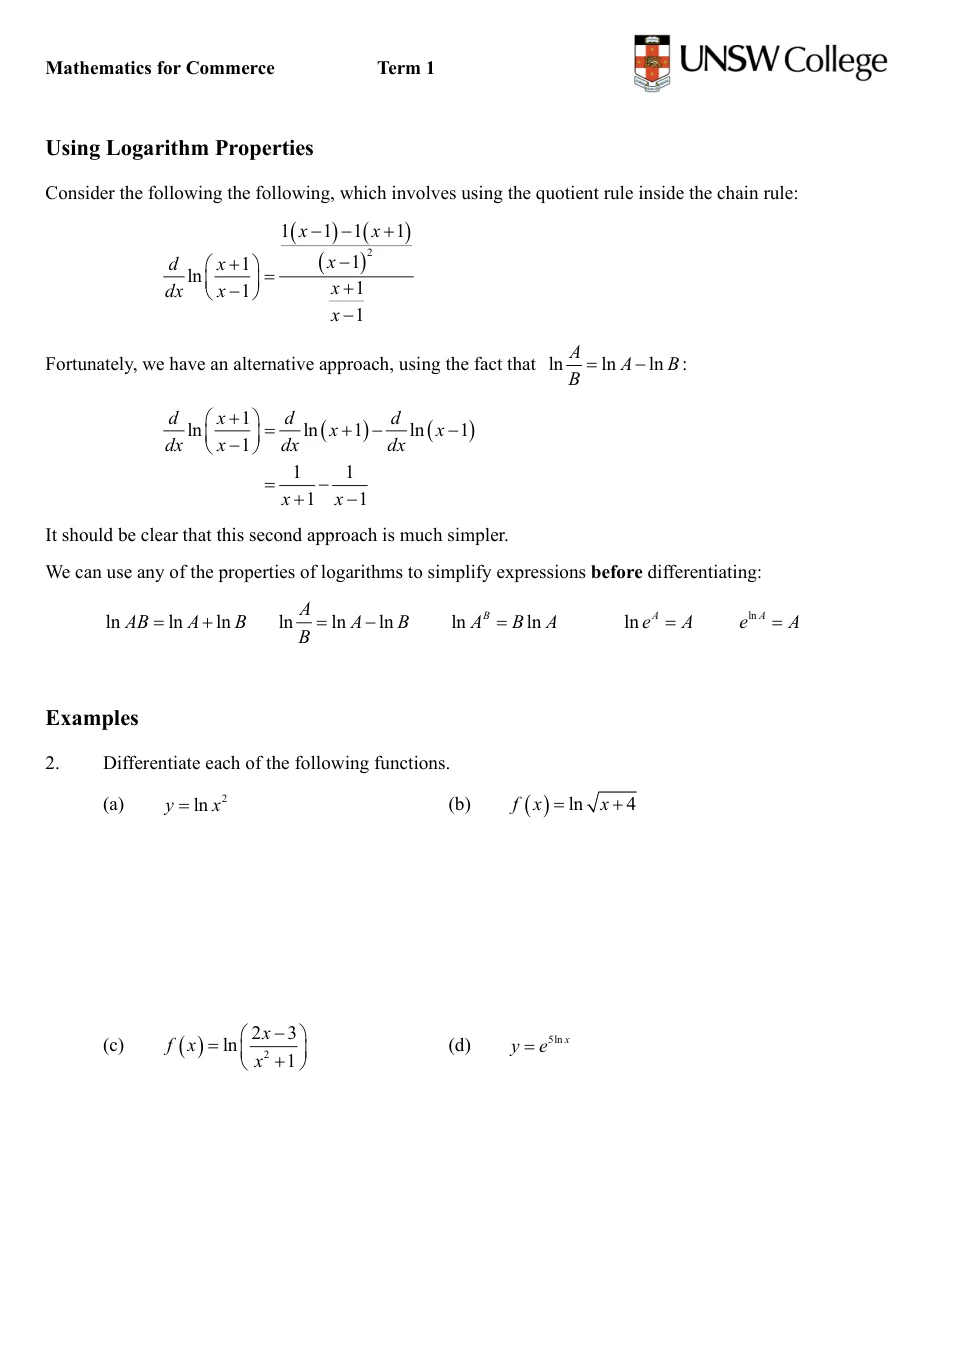 Mathematics for Commerce Term 1 UNSW College
Using Logarithm Properties
Consider the following the following, which involves using the quotient rule inside the chain rule:
d/dx ln((x+1)/(x−1)) = ((1(x−1)−1(x+1))/(x−1)²)/((x+1)/(x−1))
Fortunately, we have an alternative approach, using the fact that ln A/B = ln A − ln B :
d/dx ln((x+1)/(x−1)) = d/dx ln(x+1) − d/dx ln(x−1)
= 1/(x+1) − 1/(x−1)
It should be clear that this second approach is much simpler.
We can use any of the properties of logarithms to simplify expressions before differentiating:
ln AB = ln A + ln B ln A/B = ln A − ln B ln A^B = B ln A ln e^A = A e^(ln A) = A
Examples
2. Differentiate each of the following functions.
(a) y = ln x² (b) f(x) = ln √(x+4)
(c) f(x) = ln((2x−3)/(x²+1)) (d) y = e^(5 ln x)